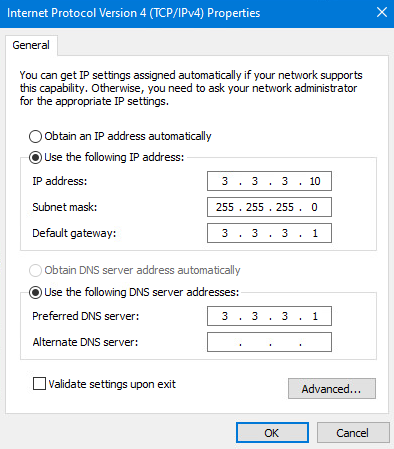 Internet Protocol Version 4 (TCP/IPv4) Properties
General
You can get IP settings assigned automatically if your network supports
this capability. Otherwise, you need to ask your network administrator
for the appropriate IP settings.
Obtain an IP address automatically
Use the following IP address:
IP address: 3 . 3 . 3 . 10
Subnet mask: 255 . 255 . 255 . 0
Default gateway: 3 . 3 . 3 . 1
Obtain DNS server address automatically
Use the following DNS server addresses:
Preferred DNS server: 3 . 3 . 3 . 1
Alternate DNS server: . . .
Validate settings upon exit
Advanced...
OK Cancel